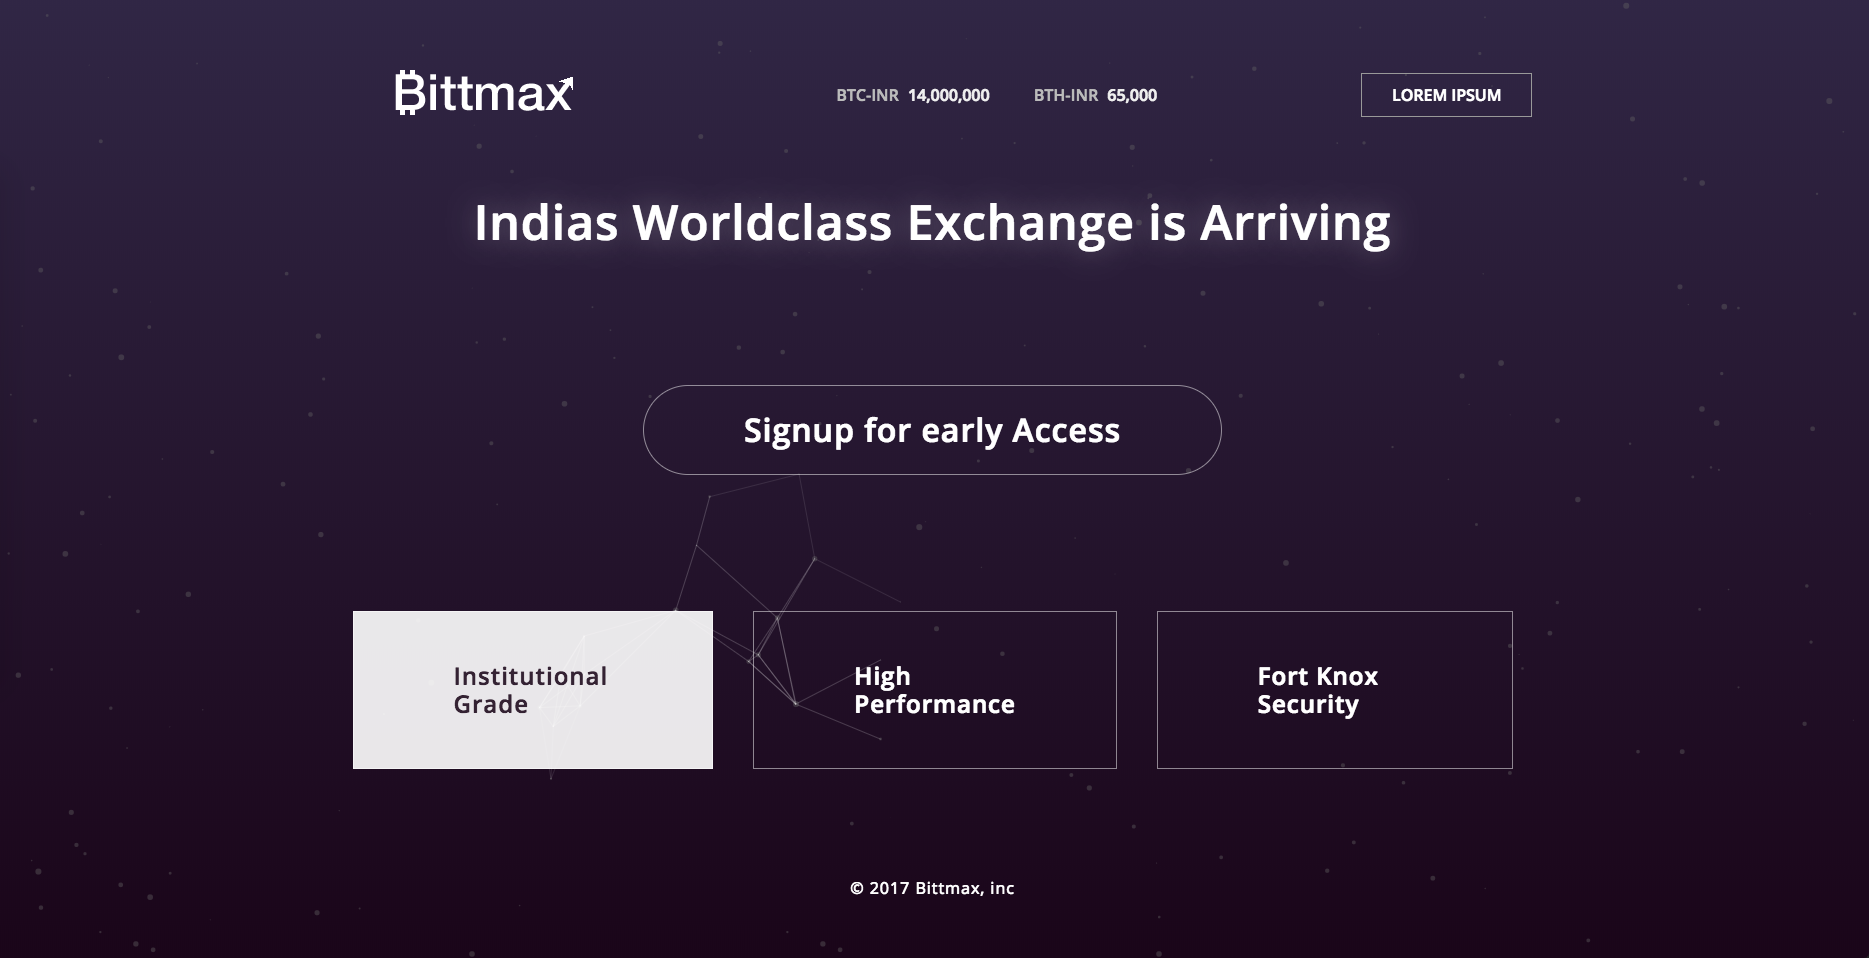 Bittmax
BTC-INR 14,000,000
BTH-INR 65,000
LOREM IPSUM
Indias Worldclass Exchange is Arriving
Signup for early Access
Institutional
Grade
High
Performance
Fort Knox
Security
© 2017 Bittmax, inc